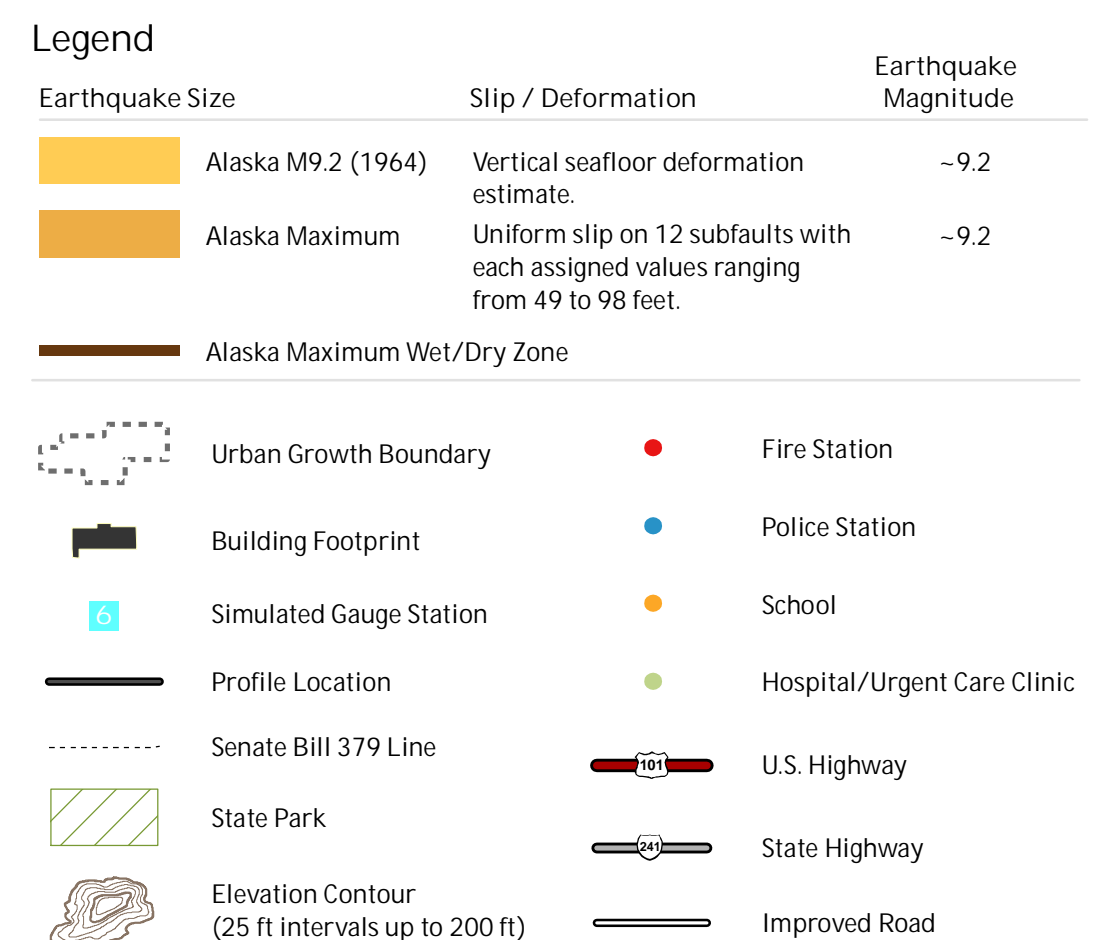 Legend
Earthquake Size
Slip / Deformation
Earthquake
Magnitude
Alaska M9.2 (1964)
Vertical seafloor deformation
estimate.
~9.2
Alaska Maximum
Uniform slip on 12 subfaults with
each assigned values ranging
from 49 to 98 feet.
~9.2
Alaska Maximum Wet/Dry Zone
Urban Growth Boundary
Fire Station
Building Footprint
Police Station
6
Simulated Gauge Station
School
Profile Location
Hospital/Urgent Care Clinic
Senate Bill 379 Line
101
U.S. Highway
State Park
241
State Highway
Elevation Contour
(25 ft intervals up to 200 ft)
Improved Road